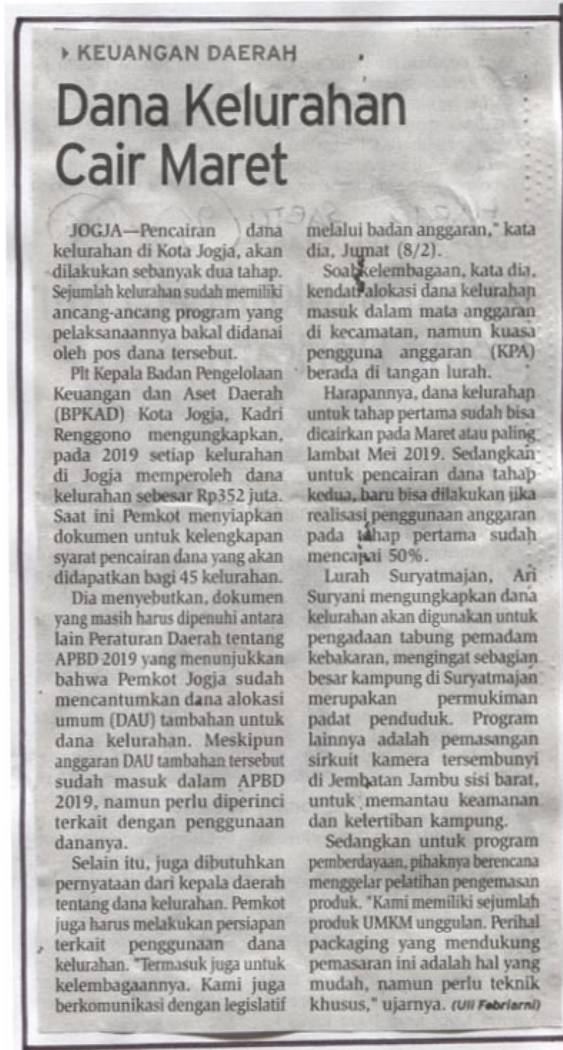 KEUANGAN DAERAH
Dana Kelurahan
Cair Maret
JOGJA—Pencairan dana
kelurahan di Kota Jogja, akan
dilakukan sebanyak dua tahap.
Sejumlah kelurahan sudah memiliki
ancang-ancang program yang
pelaksanaannya bakal didanai
oleh pos dana tersebut.
Plt Kepala Badan Pengelolaan
Keuangan dan Aset Daerah
(BPKAD) Kota Jogja, Kadri
Renggono mengungkapkan,
pada 2019 setiap kelurahan
di Jogja memperoleh dana
kelurahan sebesar Rp352 juta.
Saat ini Pemkot menyiapkan
dokumen untuk kelengkapan
syarat pencairan dana yang akan
didapatkan bagi 45 kelurahan.
Dia menyebutkan, dokumen
yang masih harus dipenuhi antara
lain Peraturan Daerah tentang
APBD 2019 yang menunjukkan
bahwa Pemkot Jogja sudah
mencantumkan dana alokasi
umum (DAU) tambahan untuk
dana kelurahan. Meskipun
anggaran DAU tambahan tersebut
sudah masuk dalam APBD
2019, namun perlu diperinci
terkait dengan penggunaan
dananya.
Selain itu, juga dibutuhkan
pernyataan dari kepala daerah
tentang dana kelurahan. Pemkot
juga harus melakukan persiapan
terkait penggunaan dana
kelurahan. "Termasuk juga untuk
kelembagaannya. Kami juga
berkomunikasi dengan legislatif
melalui badan anggaran," kata
dia, Jumat (8/2).
Soal kelembagaan, kata dia,
kendati alokasi dana kelurahan
masuk dalam mata anggaran
di kecamatan, namun kuasa
pengguna anggaran (KPA)
berada di tangan lurah.
Harapannya, dana kelurahan
untuk tahap pertama sudah bisa
dicairkan pada Maret atau paling
lambat Mei 2019. Sedangkan
untuk pencairan dana tahap
kedua, baru bisa dilakukan jika
realisasi penggunaan anggaran
pada tahap pertama sudah
mencapai 50%.
Lurah Suryatmajan, Ari
Suryani mengungkapkan dana
kelurahan akan digunakan untuk
pengadaan tabung pemadam
kebakaran, mengingat sebagian
besar kampung di Suryatmajan
merupakan permukiman
padat penduduk. Program
lainnya adalah pemasangan
sirkuit kamera tersembunyi
di Jembatan Jambu sisi barat,
untuk memantau keamanan
dan ketertiban kampung.
Sedangkan untuk program
pemberdayaan, pihaknya berencana
menggelar pelatihan pengemasan
produk. "Kami memiliki sejumlah
produk UMKM unggulan. Perihal
packaging yang mendukung
pemasaran ini adalah hal yang
mudah, namun perlu teknik
khusus," ujarnya. (Uli Febriarni)